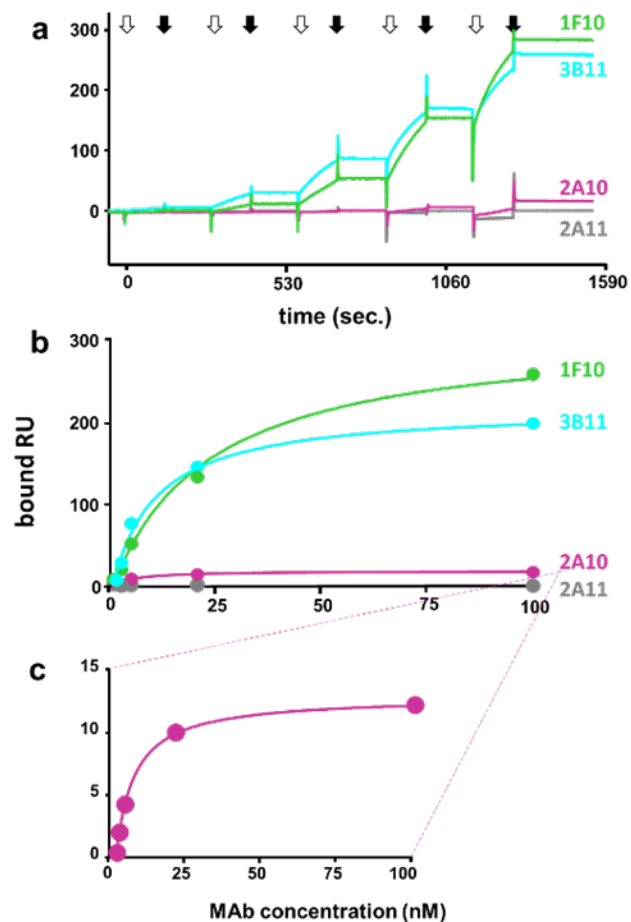 a
300
200
100
0
1F10
3B11
2A10
2A11
0 530 1060 1590
time (sec.)
b
300
200
100
0
bound RU
1F10
3B11
2A10
2A11
0 25 50 75 100
c
15
10
5
0
0 25 50 75 100
MAb concentration (nM)